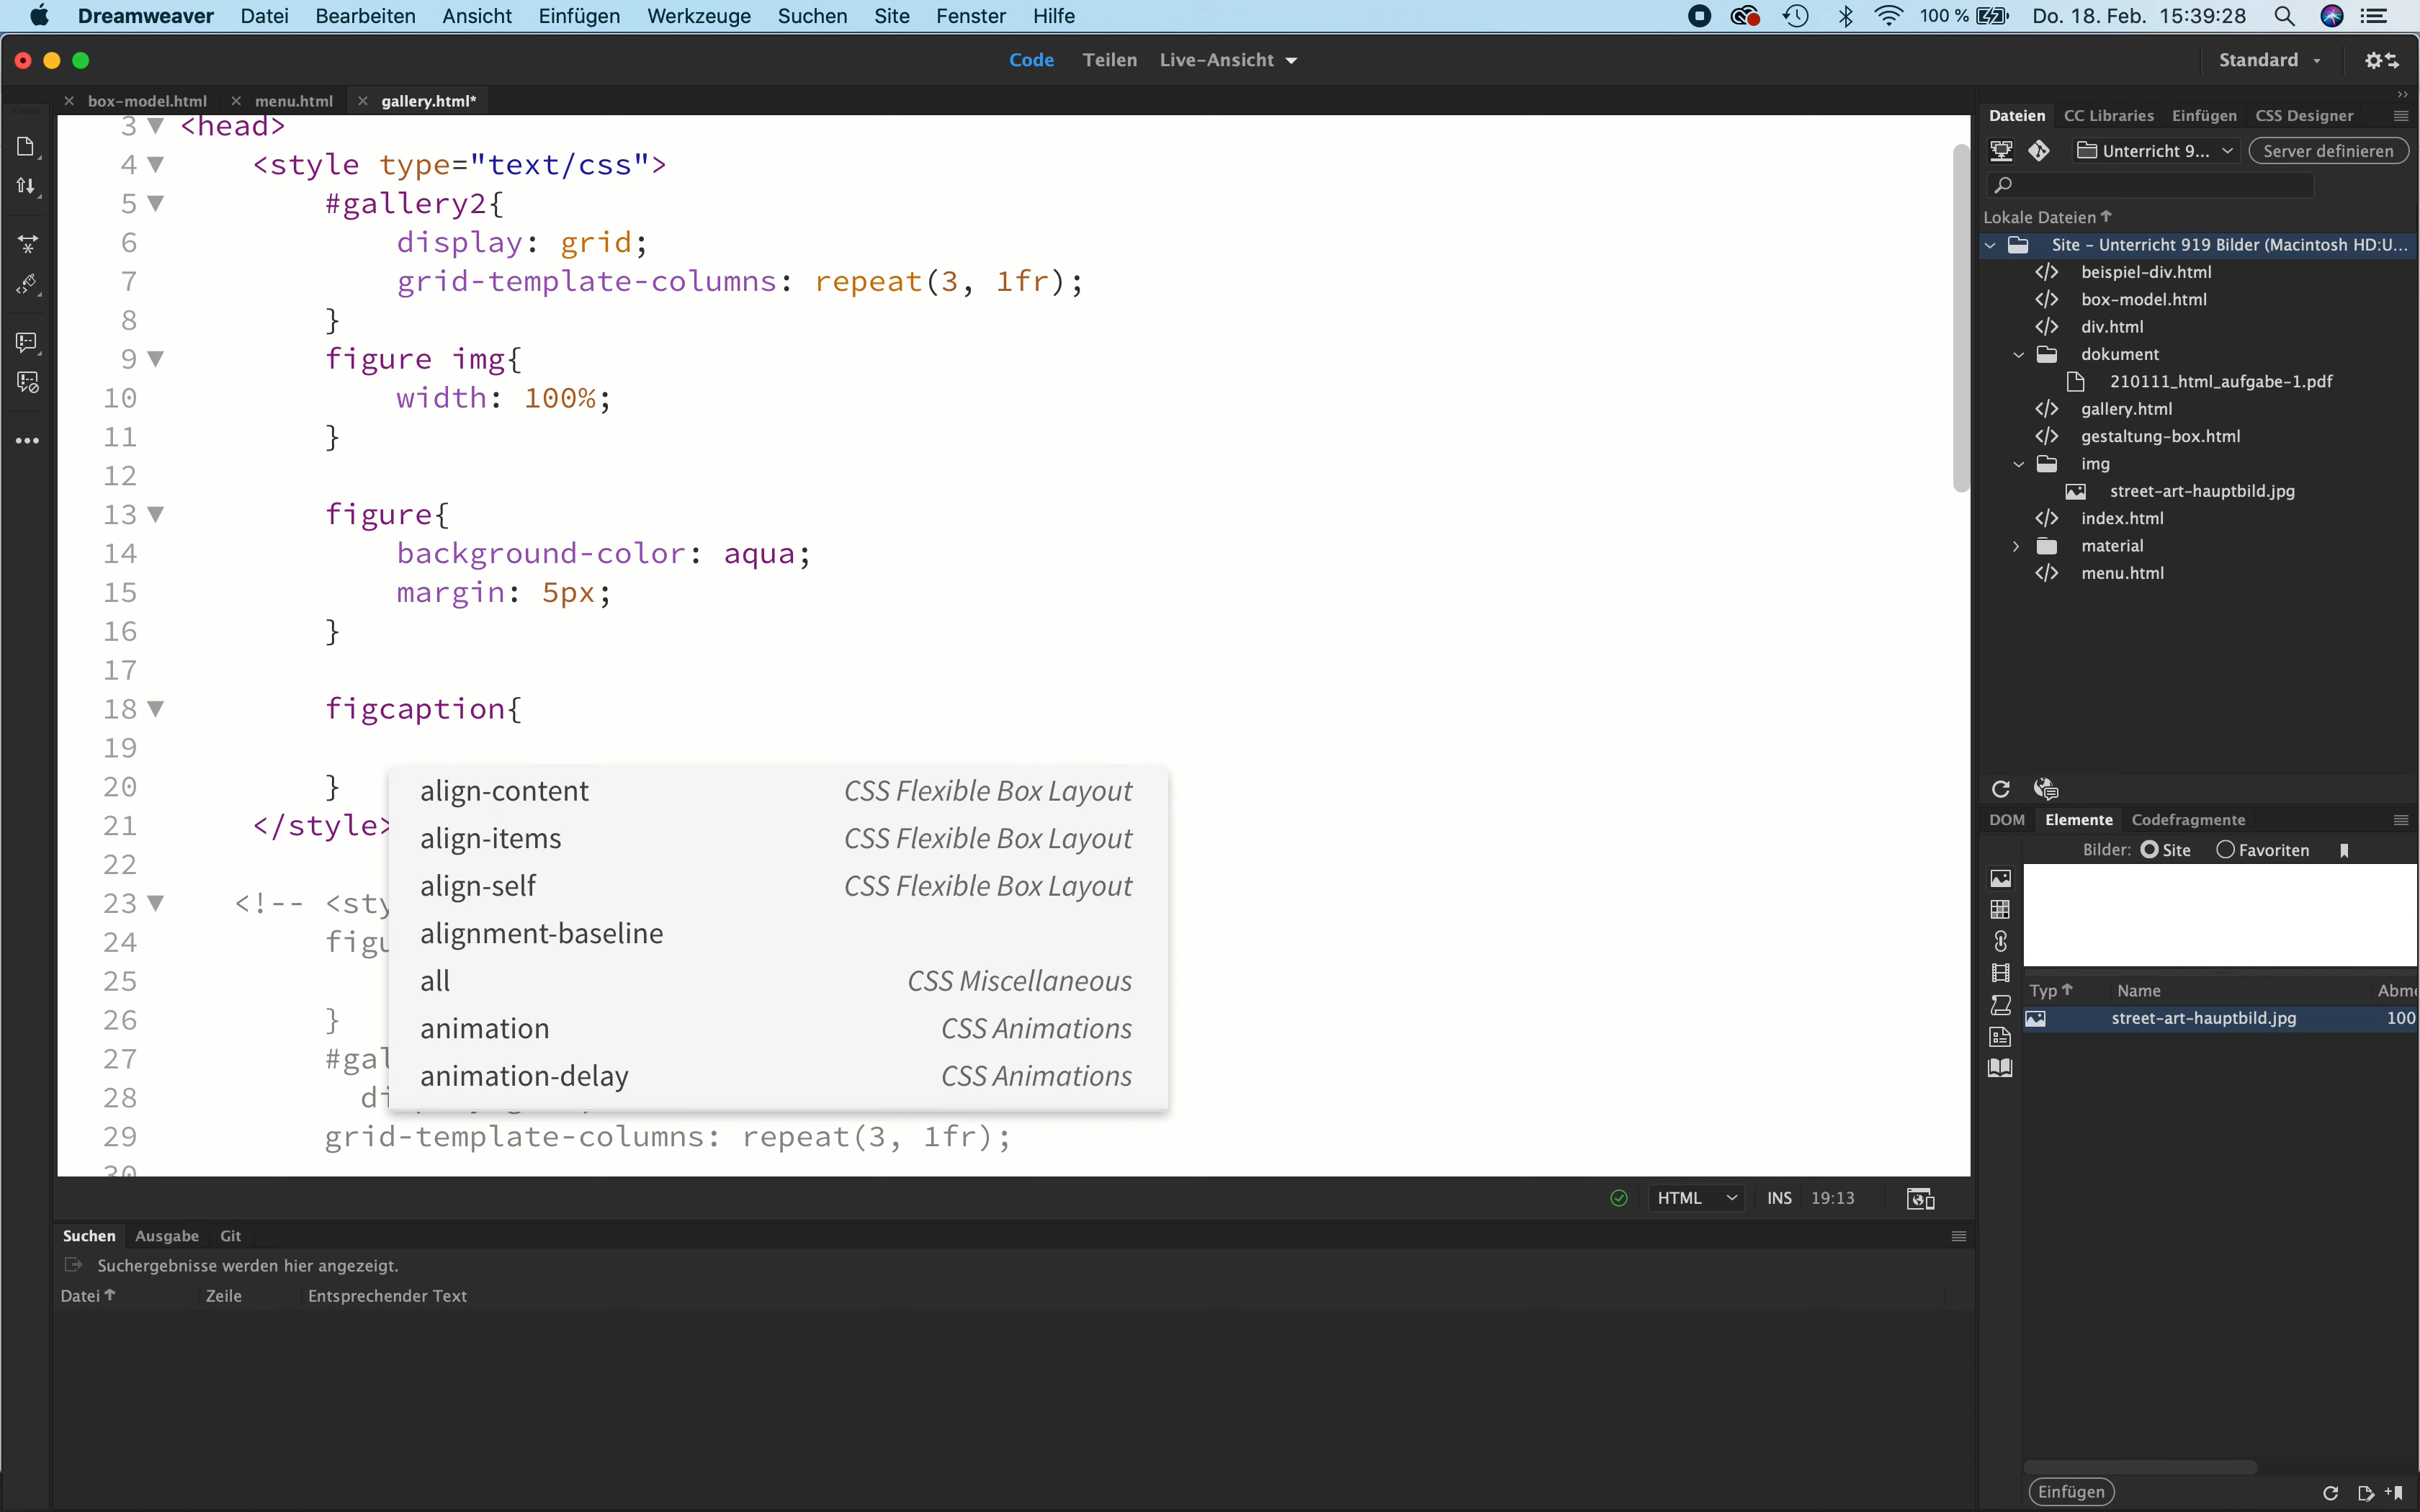 Dreamweaver Datei Bearbeiten Ansicht Einfügen Werkzeuge Suchen Site Fenster Hilfe 100 % Do. 18. Feb. 15:39:28
Code Teilen Live-Ansicht Standard
box-model.html menu.html gallery.html*
3 <head>
4 <style type="text/css">
5 #gallery2{
6 display: grid;
7 grid-template-columns: repeat(3, 1fr);
8 }
9 figure img{
10 width: 100%;
11 }
12
13 figure{
14 background-color: aqua;
15 margin: 5px;
16 }
17
18 figcaption{
19
20 }
21 </style>
22
23 <!-- <sty
24 figu
25
26 }
27 #gal
28 di
29 grid-template-columns: repeat(3, 1fr);
30
align-content CSS Flexible Box Layout
align-items CSS Flexible Box Layout
align-self CSS Flexible Box Layout
alignment-baseline
all CSS Miscellaneous
animation CSS Animations
animation-delay CSS Animations
HTML INS 19:13
Suchen Ausgabe Git
Suchergebnisse werden hier angezeigt.
Datei Zeile Entsprechender Text
Dateien CC Libraries Einfügen CSS Designer
Unterricht 9... Server definieren
Lokale Dateien
Site - Unterricht 919 Bilder (Macintosh HD:U...
beispiel-div.html
box-model.html
div.html
dokument
210111_html_aufgabe-1.pdf
gallery.html
gestaltung-box.html
img
street-art-hauptbild.jpg
index.html
material
menu.html
DOM Elemente Codefragmente
Bilder: Site Favoriten
Typ Name Abme
street-art-hauptbild.jpg 100
Einfügen